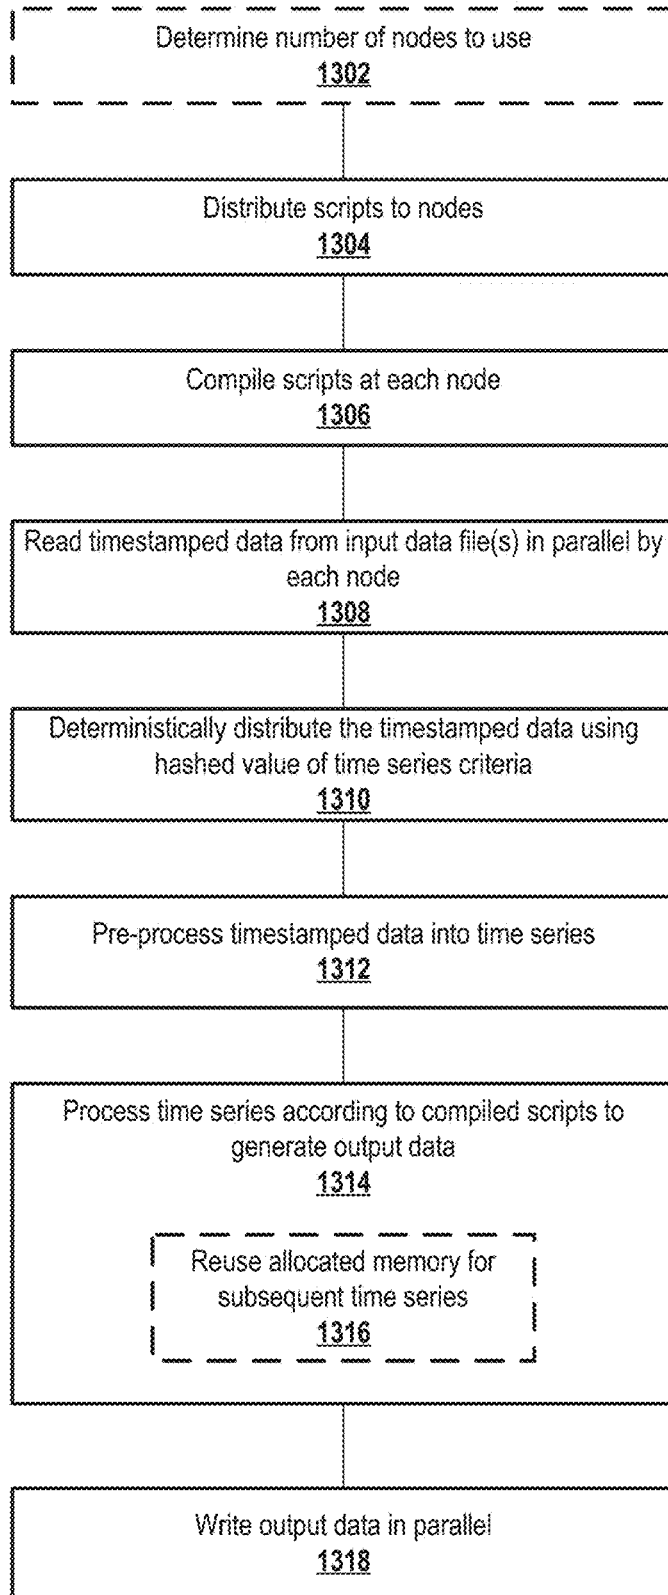 Determine number of nodes to use
1302
Distribute scripts to nodes
1304
Compile scripts at each node
1306
Read timestamped data from input data file(s) in parallel by
each node
1308
Deterministically distribute the timestamped data using
hashed value of time series criteria
1310
Pre-process timestamped data into time series
1312
Process time series according to compiled scripts to
generate output data
1314
Reuse allocated memory for
subsequent time series
1316
Write output data in parallel
1318